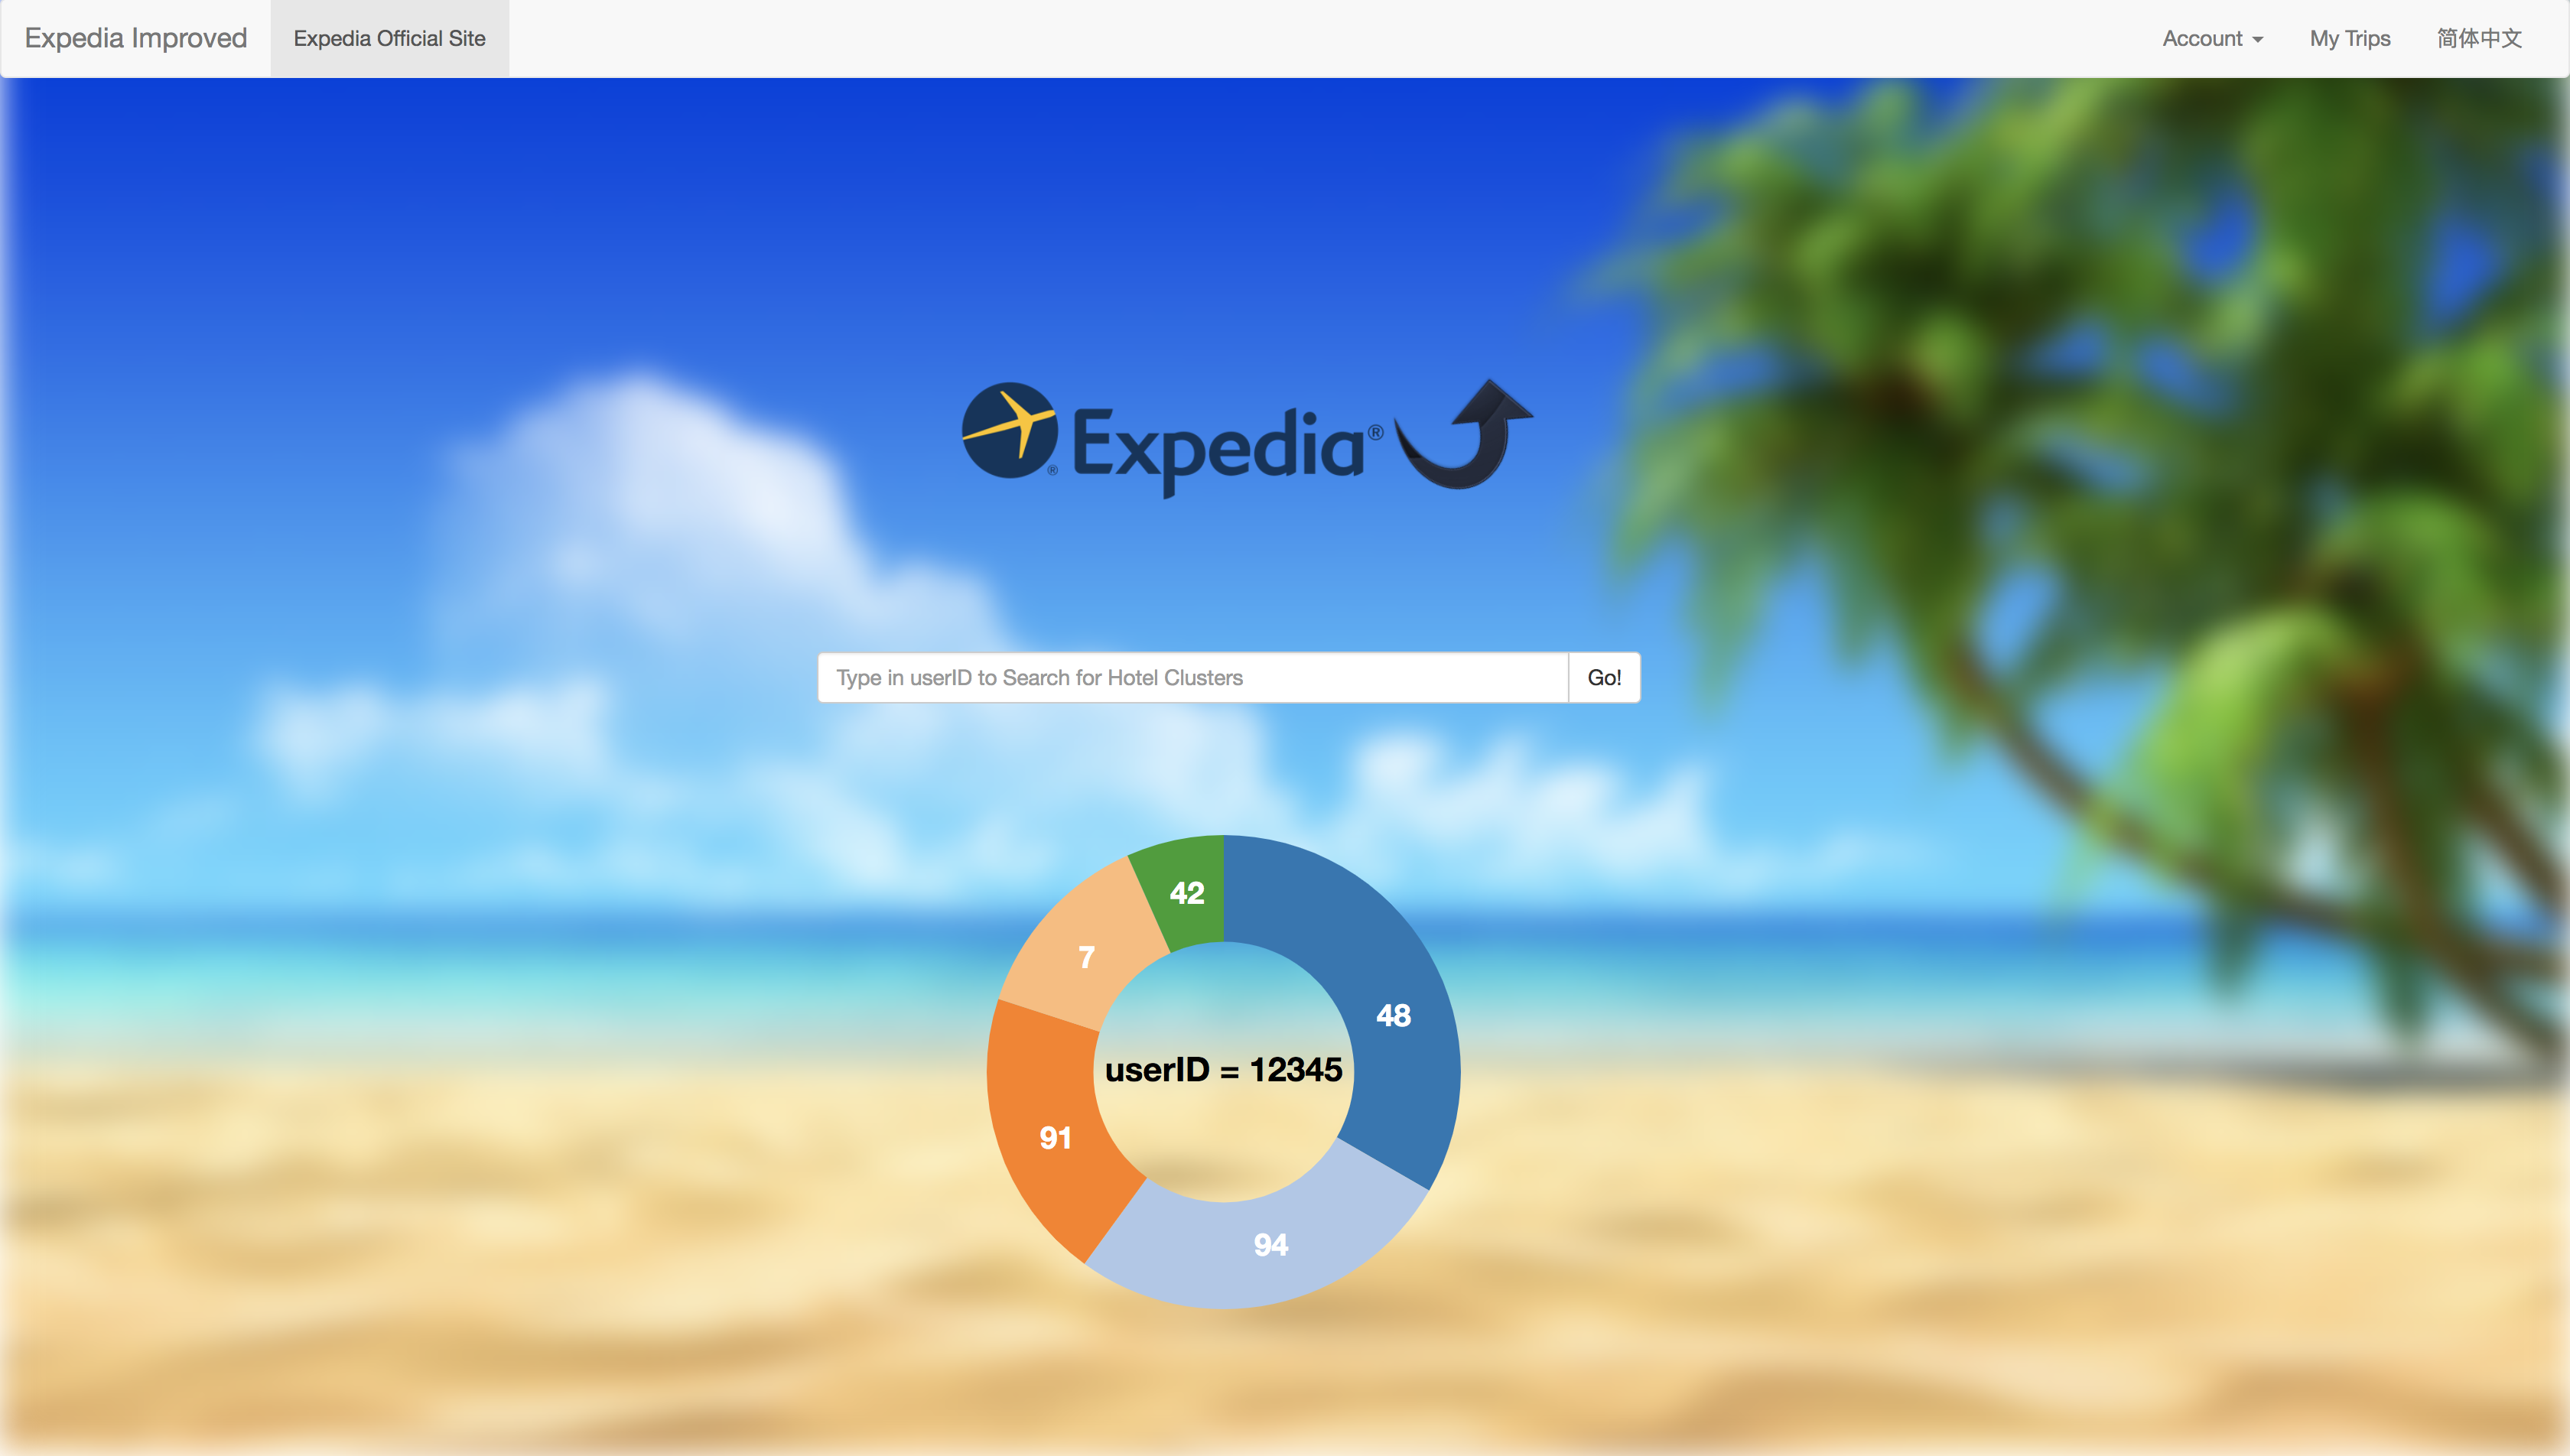 Expedia Improved
Expedia Official Site
Account
My Trips
简体中文
Expedia®
Type in userID to Search for Hotel Clusters
Go!
42
7
48
userID = 12345
91
94